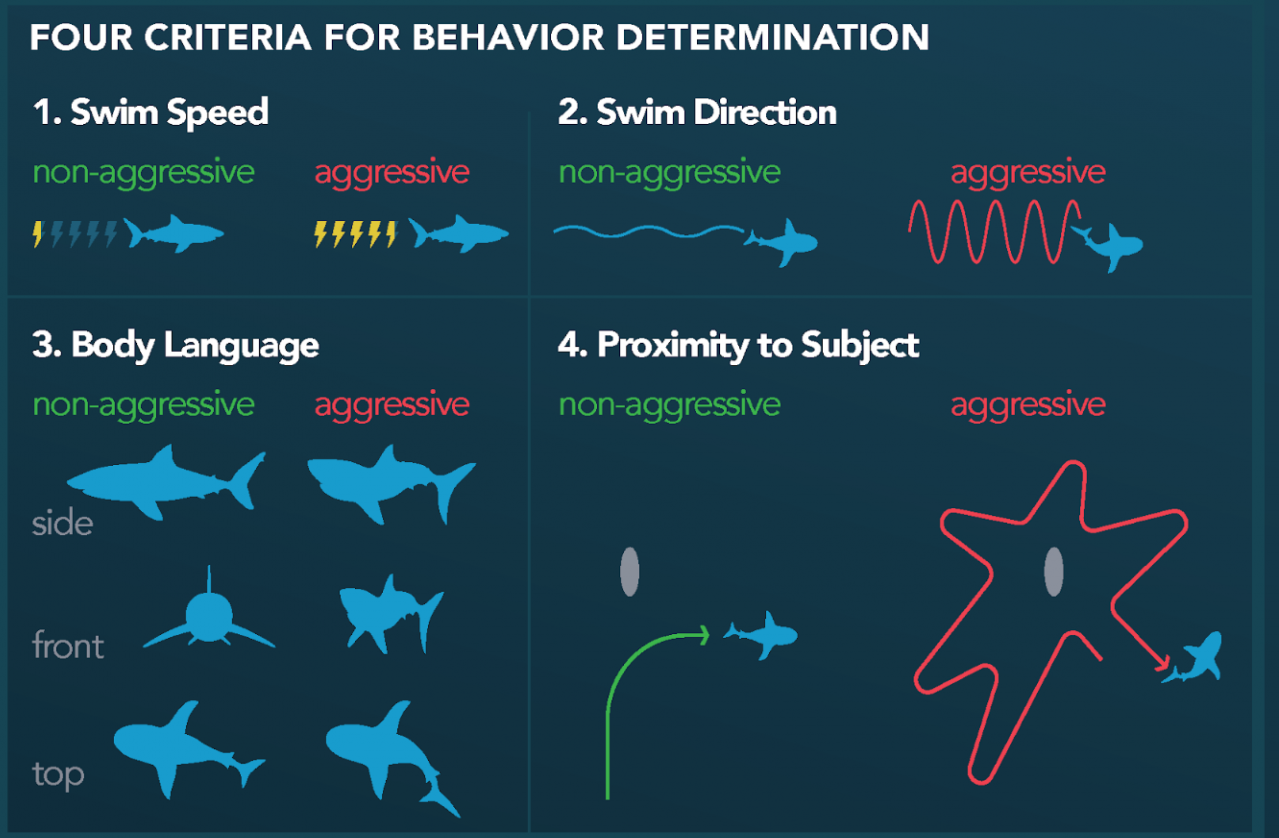 FOUR CRITERIA FOR BEHAVIOR DETERMINATION
1. Swim Speed
non-aggressive
aggressive
2. Swim Direction
non-aggressive
aggressive
3. Body Language
non-aggressive
aggressive
side
front
top
4. Proximity to Subject
non-aggressive
aggressive